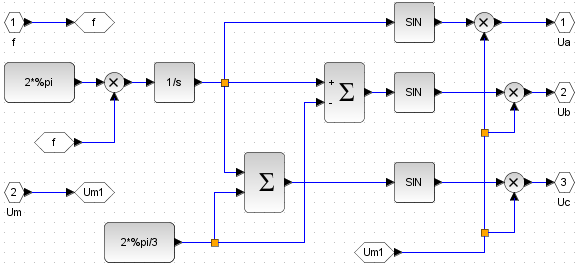 1 f SIN × 1
f Ua
2*%pi × 1/s + - Σ SIN × 2
Ub
f
2 Um1 Σ SIN × 3
Um Uc
2*%pi/3 Um1